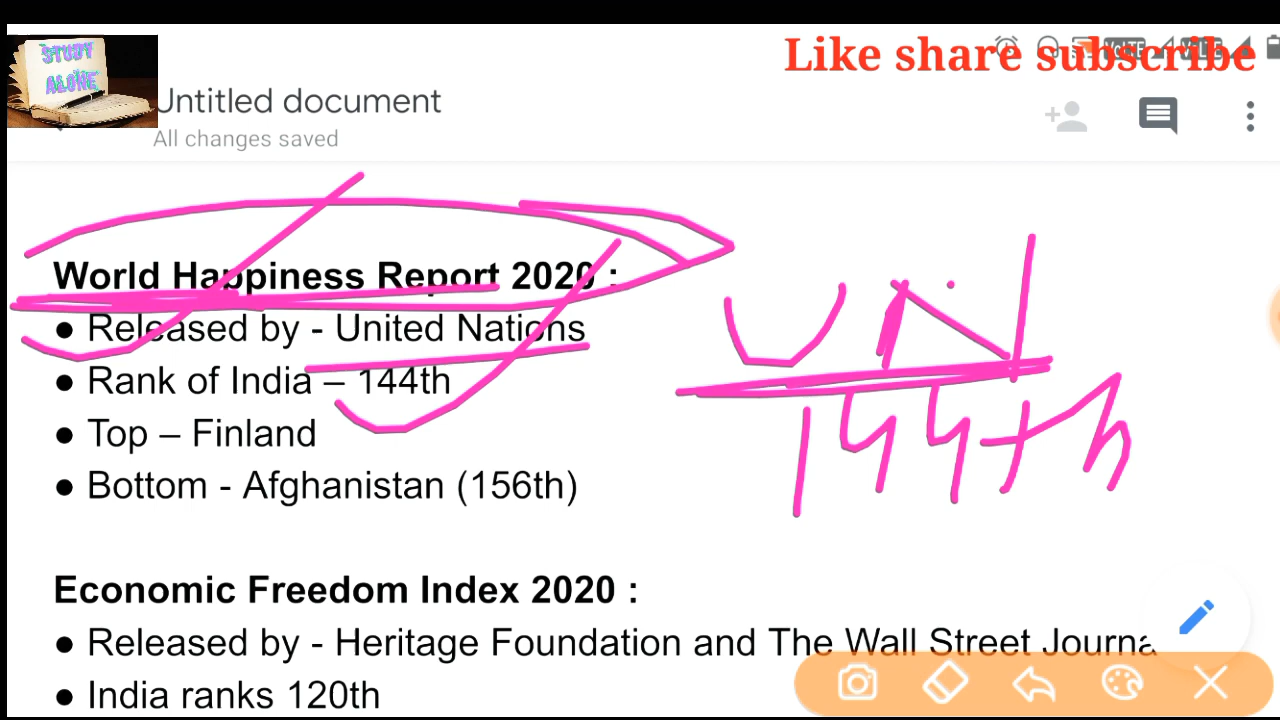 STUDY
ALONE
Like share subscribe
Untitled document
All changes saved
World Happiness Report 2020 :
● Released by - United Nations
● Rank of India – 144th
● Top – Finland
● Bottom - Afghanistan (156th)
UN
144th
Economic Freedom Index 2020 :
● Released by - Heritage Foundation and The Wall Street Journa
● India ranks 120th